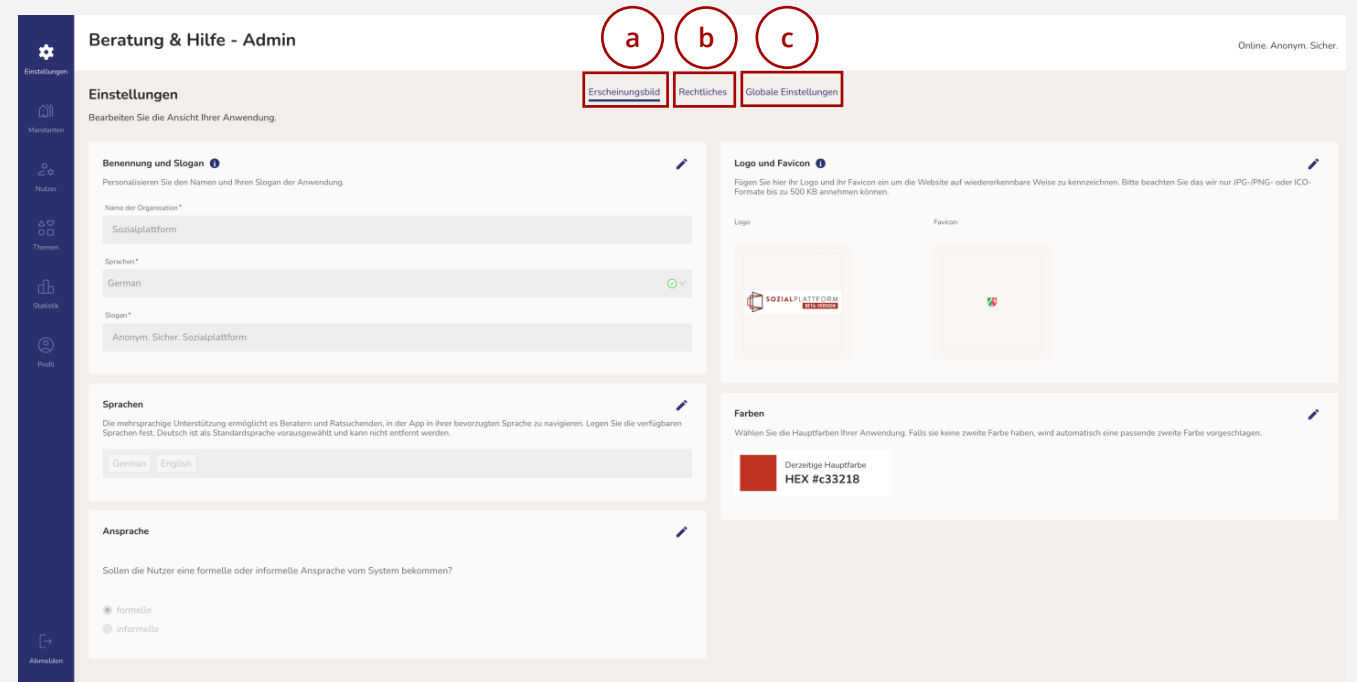 a
b
c
Beratung & Hilfe - Admin
Online. Anonym. Sicher.
Einstellungen
Mandanten
Nutzer
Themen
Statistik
Profil
Abmelden
Einstellungen
Erscheinungsbild
Rechtliches
Globale Einstellungen
Bearbeiten Sie die Ansicht Ihrer Anwendung.
Benennung und Slogan
Personalisieren Sie den Namen und Ihren Slogan der Anwendung.
Name der Organisation*
Sozialplattform
Sprachen*
German
Slogan*
Anonym. Sicher. Sozialplattform
Sprachen
Die mehrsprachige Unterstützung ermöglicht es Beratern und Ratsuchenden, in der App in ihrer bevorzugten Sprache zu navigieren. Legen Sie die verfügbaren
Sprachen fest. Deutsch ist als Standardsprache vorausgewählt und kann nicht entfernt werden.
German
English
Ansprache
Sollen die Nutzer eine formelle oder informelle Ansprache vom System bekommen?
formelle
informelle
Logo und Favicon
Fügen Sie hier ihr Logo und ihr Favicon ein um die Website auf wiedererkennbare Weise zu kennzeichnen. Bitte beachten Sie das wir nur JPG-/PNG- oder ICO-
Formate bis zu 500 KB annehmen können.
Logo
Favicon
SOZIALPLATTFORM
BETA-VERSION
Farben
Wählen Sie die Hauptfarben Ihrer Anwendung. Falls sie keine zweite Farbe haben, wird automatisch eine passende zweite Farbe vorgeschlagen.
Derzeitige Hauptfarbe
HEX #c33218